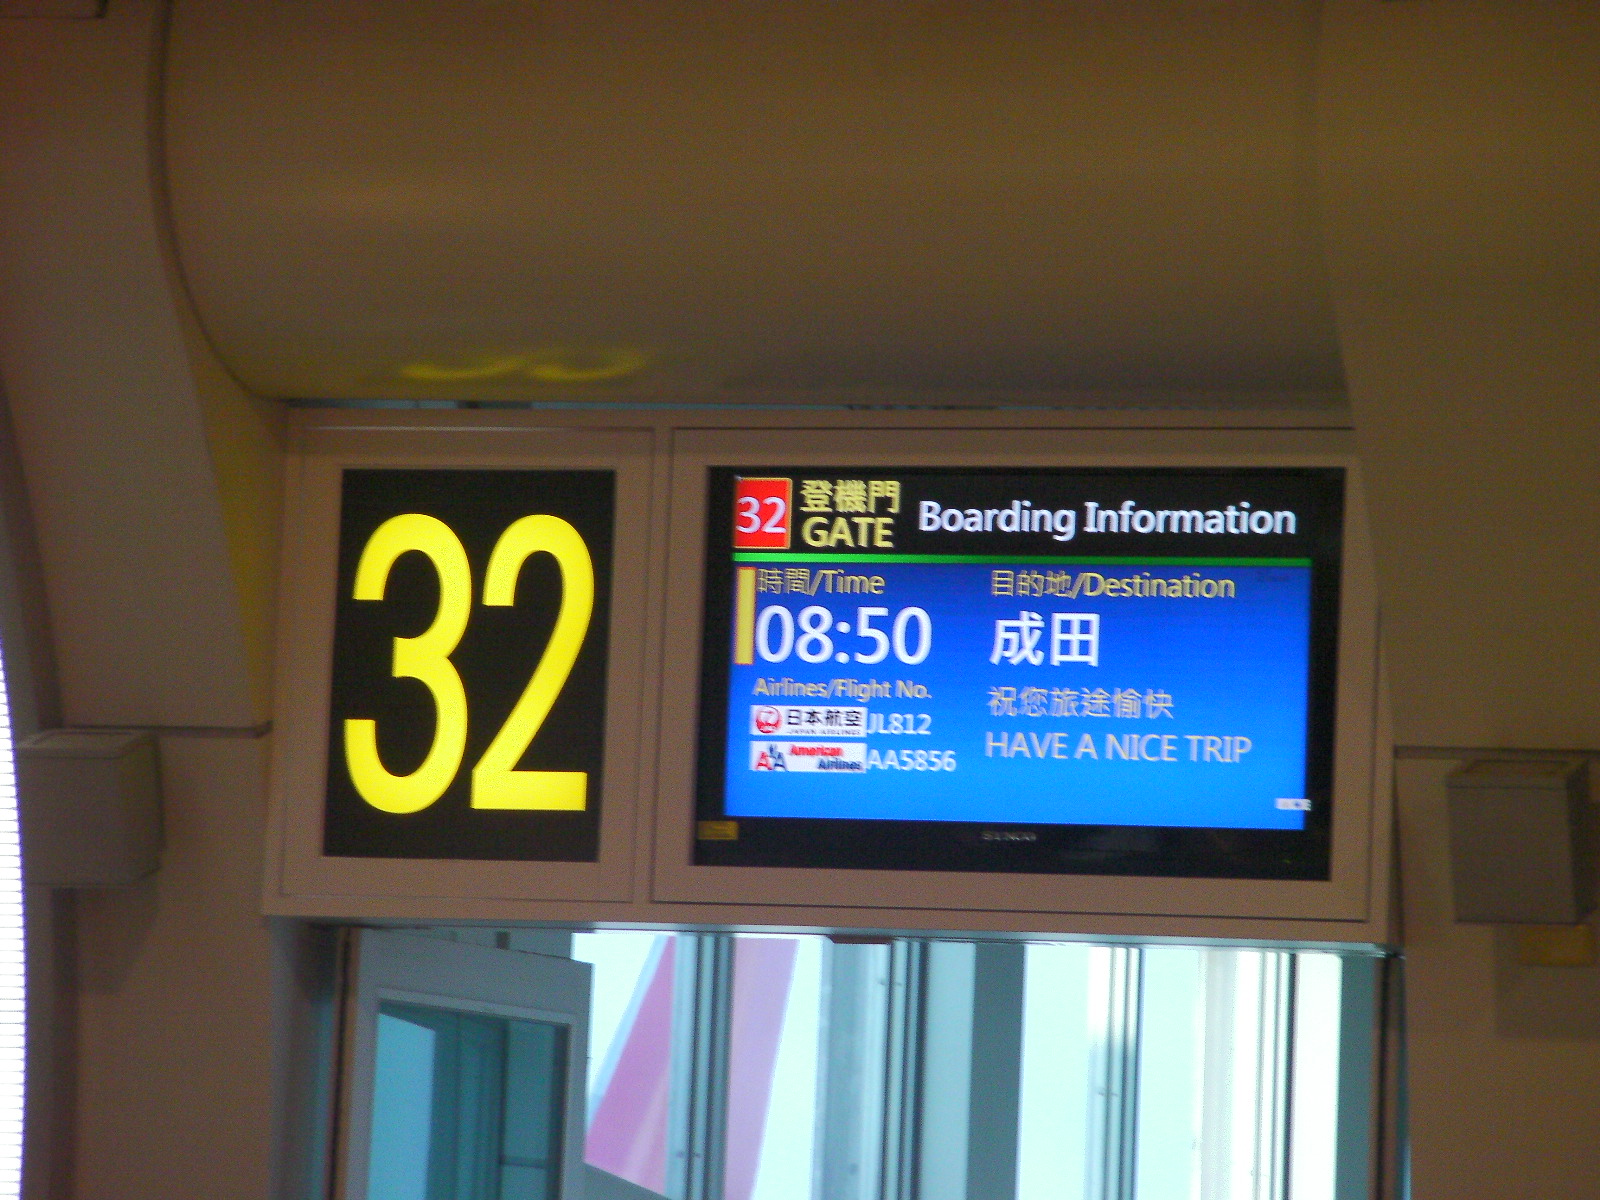 32
32
登機門
GATE
Boarding Information
時間/Time
目的地/Destination
08:50
成田
Airlines/Flight No.
日本航空 JL812
JAPAN AIRLINES
American Airlines AA5856
祝您旅途愉快
HAVE A NICE TRIP